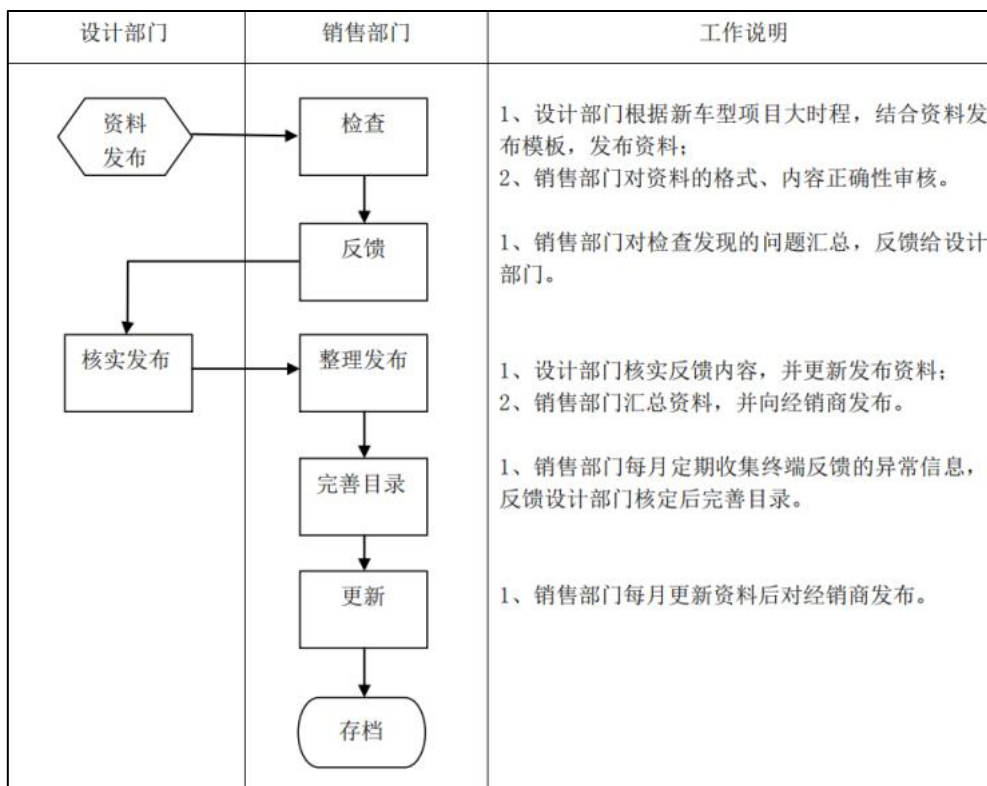 设计部门
销售部门
工作说明
资料
发布
检查
1、设计部门根据新车型项目大时程，结合资料发
布模板，发布资料；
2、销售部门对资料的格式、内容正确性审核。
反馈
1、销售部门对检查发现的问题汇总，反馈给设计
部门。
核实发布
整理发布
1、设计部门核实反馈内容，并更新发布资料；
2、销售部门汇总资料，并向经销商发布。
完善目录
1、销售部门每月定期收集终端反馈的异常信息，
反馈设计部门核定后完善目录。
更新
1、销售部门每月更新资料后对经销商发布。
存档